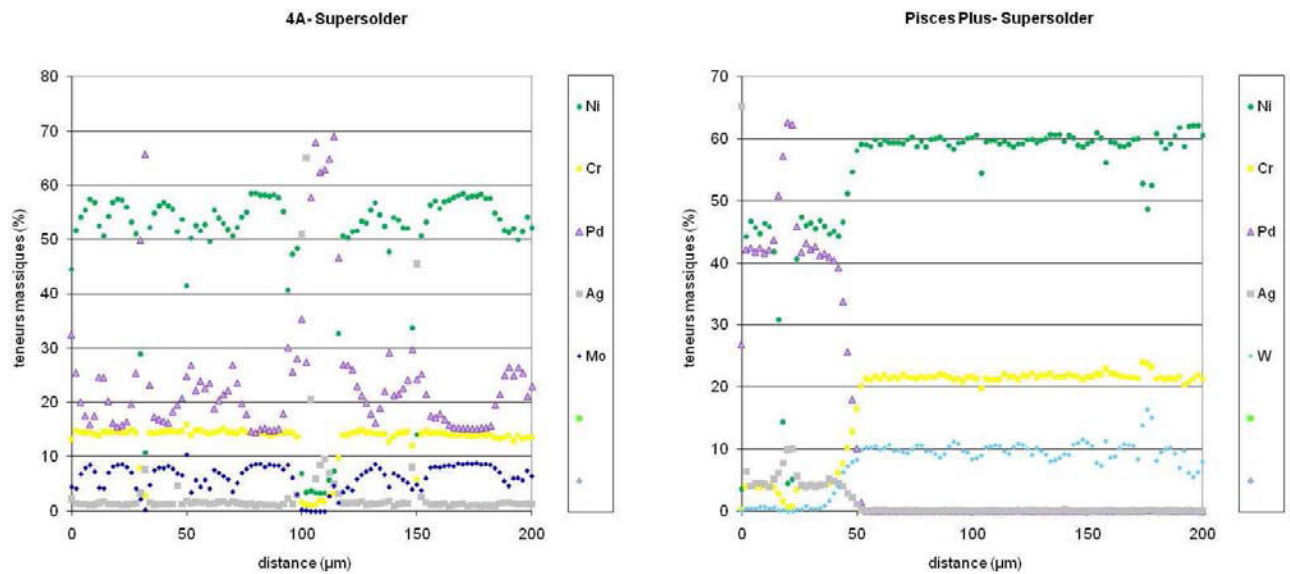 4A- Supersolder
80
70
60
50
40
30
20
10
0
teneurs massiques (%)
0 50 100 150 200
distance (µm)
Ni
Cr
Pd
Ag
Mo
Pisces Plus- Supersolder
70
60
50
40
30
20
10
0
teneurs massiques (%)
0 50 100 150 200
distance (µm)
Ni
Cr
Pd
Ag
W